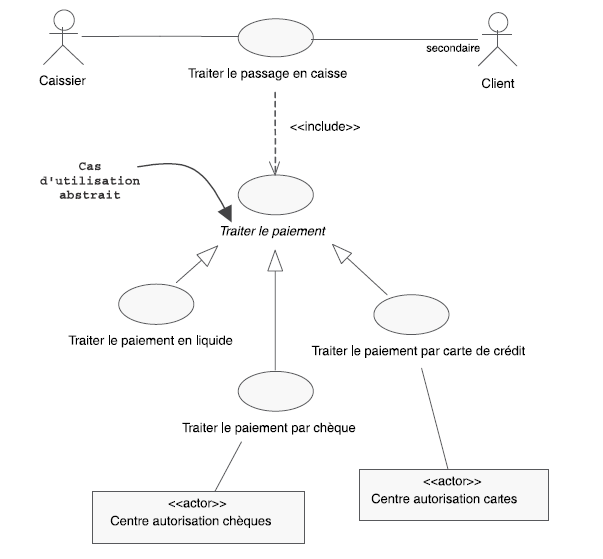 secondaire
Caissier
Traiter le passage en caisse
Client
<<include>>
Cas
d'utilisation
abstrait
Traiter le paiement
Traiter le paiement en liquide
Traiter le paiement par carte de crédit
Traiter le paiement par chèque
<<actor>>
Centre autorisation cartes
<<actor>>
Centre autorisation chèques